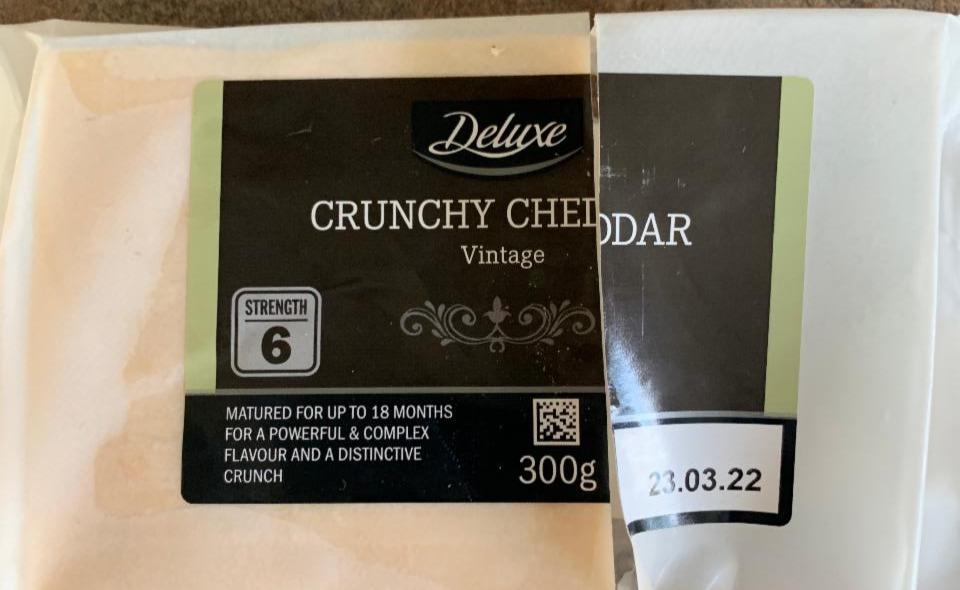 Deluxe
CRUNCHY CHEDDAR
Vintage
STRENGTH
6
MATURED FOR UP TO 18 MONTHS
FOR A POWERFUL & COMPLEX
FLAVOUR AND A DISTINCTIVE
CRUNCH
300g
23.03.22